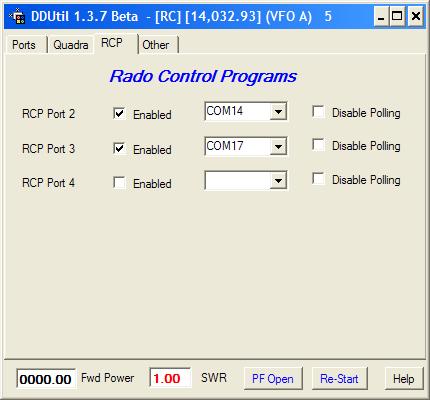 DDUtil 1.3.7 Beta - [RC] [14,032.93] (VFO A) 5
Ports Quadra RCP Other
Rado Control Programs
RCP Port 2 Enabled COM14 Disable Polling
RCP Port 3 Enabled COM17 Disable Polling
RCP Port 4 Enabled Disable Polling
0000.00 Fwd Power 1.00 SWR PF Open Re-Start Help